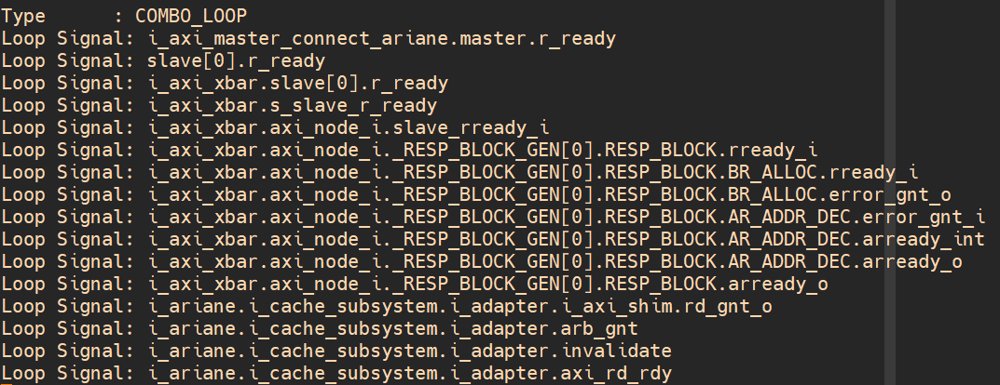 Type      : COMBO_LOOP
Loop Signal: i_axi_master_connect_ariane.master.r_ready
Loop Signal: slave[0].r_ready
Loop Signal: i_axi_xbar.slave[0].r_ready
Loop Signal: i_axi_xbar.s_slave_r_ready
Loop Signal: i_axi_xbar.axi_node_i.slave_rready_i
Loop Signal: i_axi_xbar.axi_node_i._RESP_BLOCK_GEN[0].RESP_BLOCK.rready_i
Loop Signal: i_axi_xbar.axi_node_i._RESP_BLOCK_GEN[0].RESP_BLOCK.BR_ALLOC.rready_i
Loop Signal: i_axi_xbar.axi_node_i._RESP_BLOCK_GEN[0].RESP_BLOCK.BR_ALLOC.error_gnt_o
Loop Signal: i_axi_xbar.axi_node_i._RESP_BLOCK_GEN[0].RESP_BLOCK.AR_ADDR_DEC.error_gnt_i
Loop Signal: i_axi_xbar.axi_node_i._RESP_BLOCK_GEN[0].RESP_BLOCK.AR_ADDR_DEC.arready_int
Loop Signal: i_axi_xbar.axi_node_i._RESP_BLOCK_GEN[0].RESP_BLOCK.AR_ADDR_DEC.arready_o
Loop Signal: i_axi_xbar.axi_node_i._RESP_BLOCK_GEN[0].RESP_BLOCK.arready_o
Loop Signal: i_ariane.i_cache_subsystem.i_adapter.i_axi_shim.rd_gnt_o
Loop Signal: i_ariane.i_cache_subsystem.i_adapter.arb_gnt
Loop Signal: i_ariane.i_cache_subsystem.i_adapter.invalidate
Loop Signal: i_ariane.i_cache_subsystem.i_adapter.axi_rd_rdy